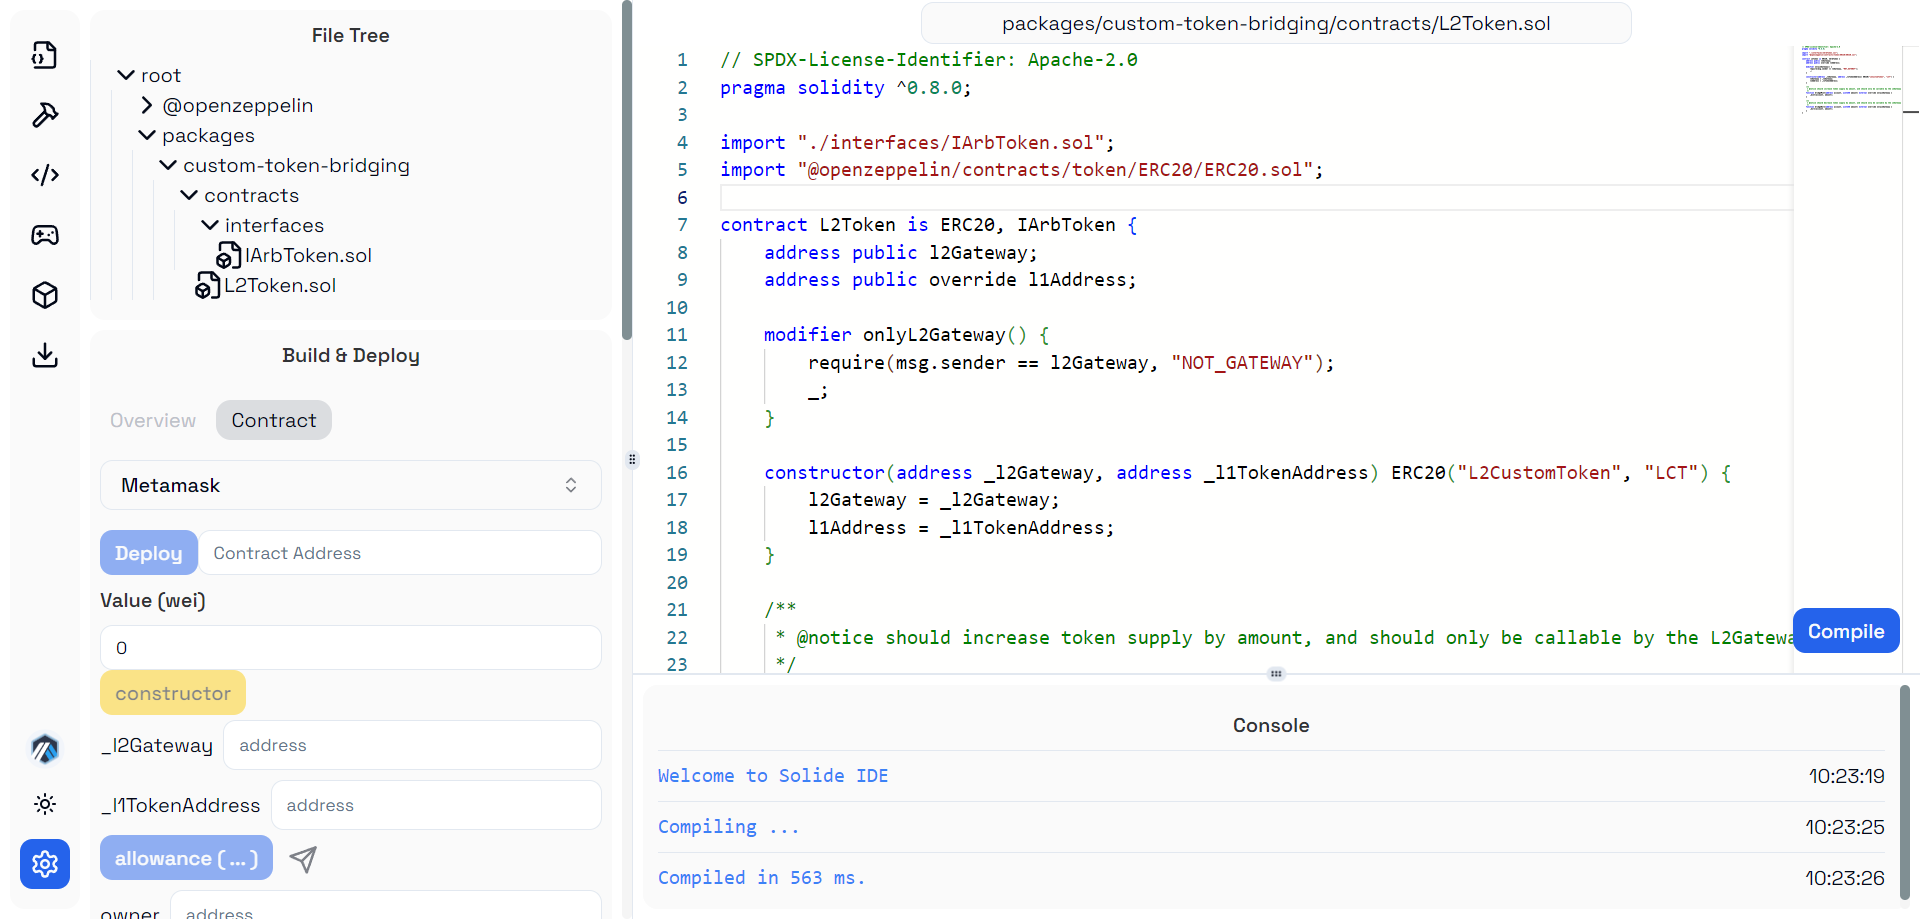 File Tree
root
@openzeppelin
packages
custom-token-bridging
contracts
interfaces
IArbToken.sol
L2Token.sol
Build & Deploy
Overview
Contract
Metamask
Deploy
Contract Address
Value (wei)
0
constructor
_l2Gateway
address
_l1TokenAddress
address
allowance ( ... )
owner
address
packages/custom-token-bridging/contracts/L2Token.sol
1 // SPDX-License-Identifier: Apache-2.0
2 pragma solidity ^0.8.0;
3
4 import "./interfaces/IArbToken.sol";
5 import "@openzeppelin/contracts/token/ERC20/ERC20.sol";
6
7 contract L2Token is ERC20, IArbToken {
8     address public l2Gateway;
9     address public override l1Address;
10
11     modifier onlyL2Gateway() {
12         require(msg.sender == l2Gateway, "NOT_GATEWAY");
13         _;
14     }
15
16     constructor(address _l2Gateway, address _l1TokenAddress) ERC20("L2CustomToken", "LCT") {
17         l2Gateway = _l2Gateway;
18         l1Address = _l1TokenAddress;
19     }
20
21     /**
22      * @notice should increase token supply by amount, and should only be callable by the L2Gatewa
23      */
Compile
Console
Welcome to Solide IDE 10:23:19
Compiling ... 10:23:25
Compiled in 563 ms. 10:23:26